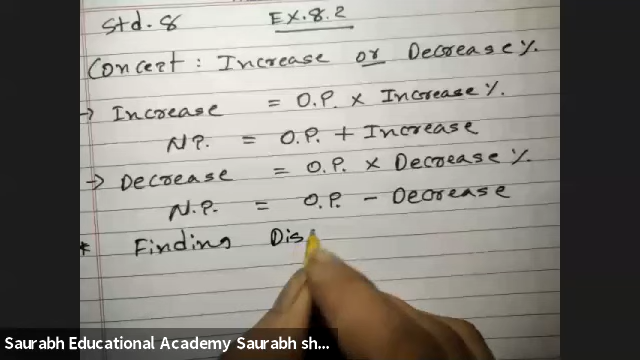 Std. 8 EX. 8.2
Concept : Increase or Decrease %.
→ Increase = O.P. × Increase %.
N.P. = O.P. + Increase
→ Decrease = O.P. × Decrease %.
N.P. = O.P. - Decrease
* Finding Dis
Saurabh Educational Academy Saurabh sh...